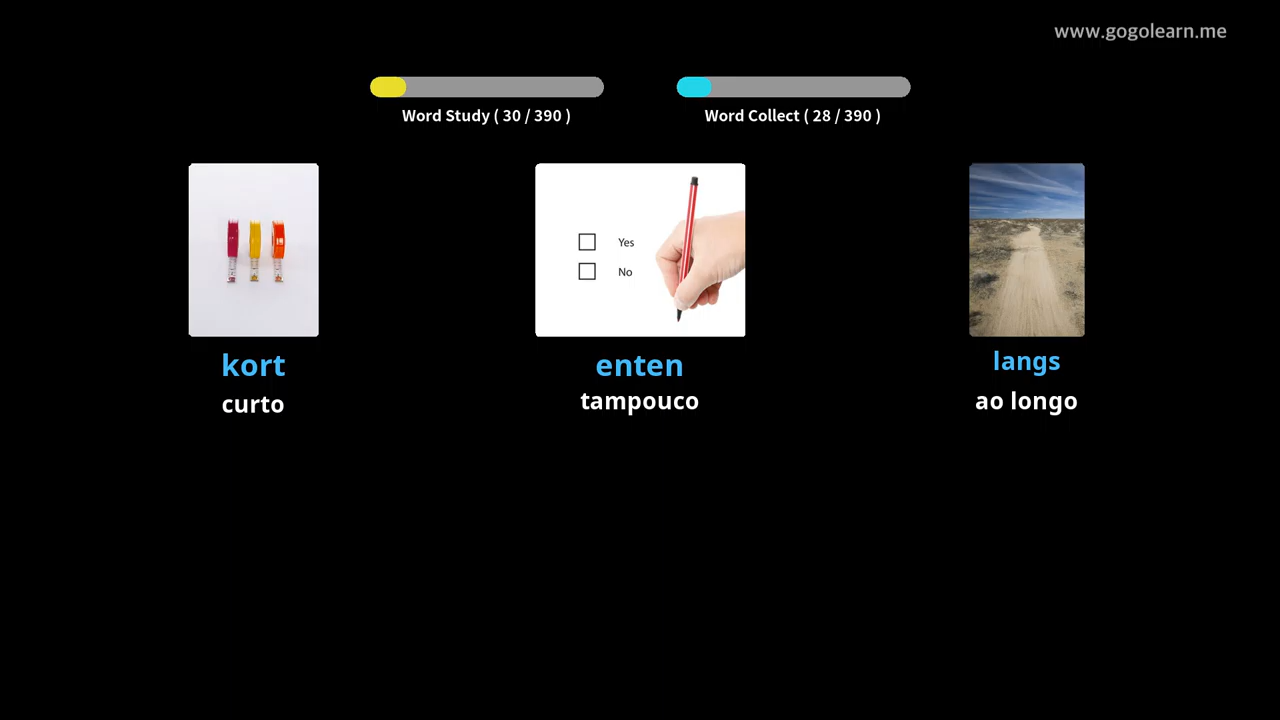 www.gogolearn.me
Word Study ( 30 / 390 )
Word Collect ( 28 / 390 )
Yes
No
kort
enten
langs
curto
tampouco
ao longo